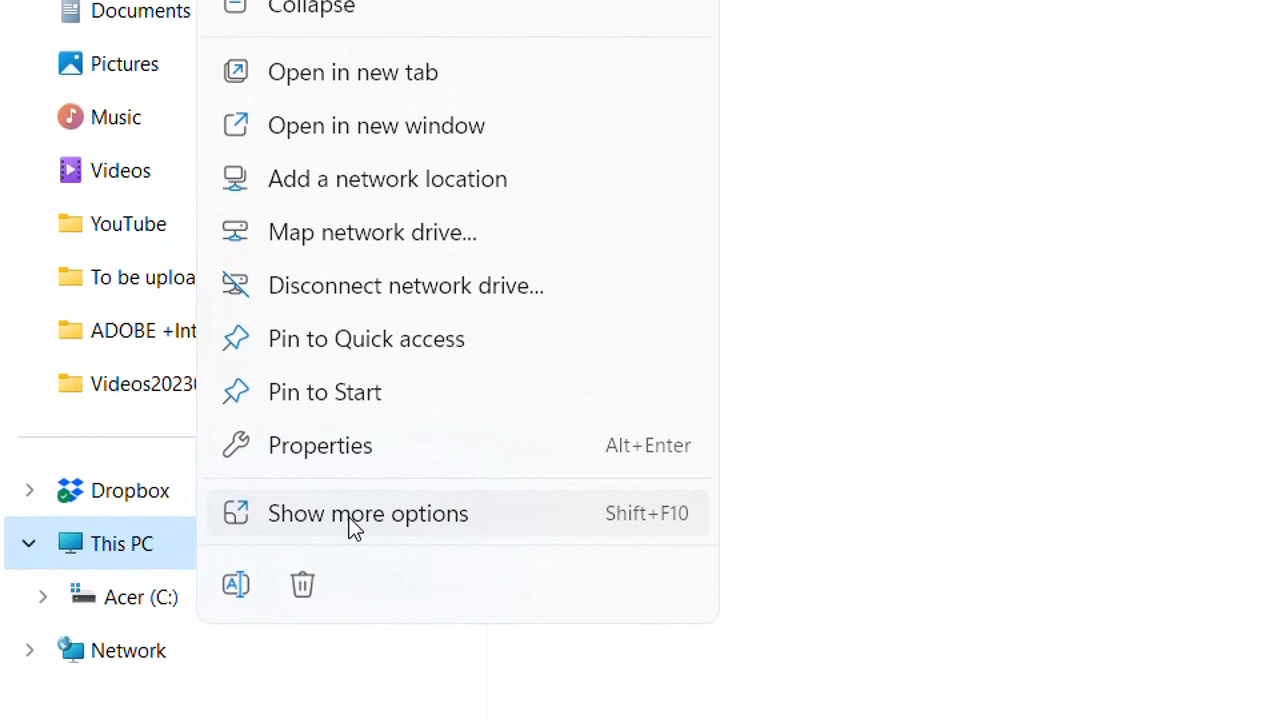 Documents
Pictures
Music
Videos
YouTube
To be uploa
ADOBE +Int
Videos2023
Dropbox
This PC
Acer (C:)
Network
Collapse
Open in new tab
Open in new window
Add a network location
Map network drive...
Disconnect network drive...
Pin to Quick access
Pin to Start
Properties Alt+Enter
Show more options Shift+F10